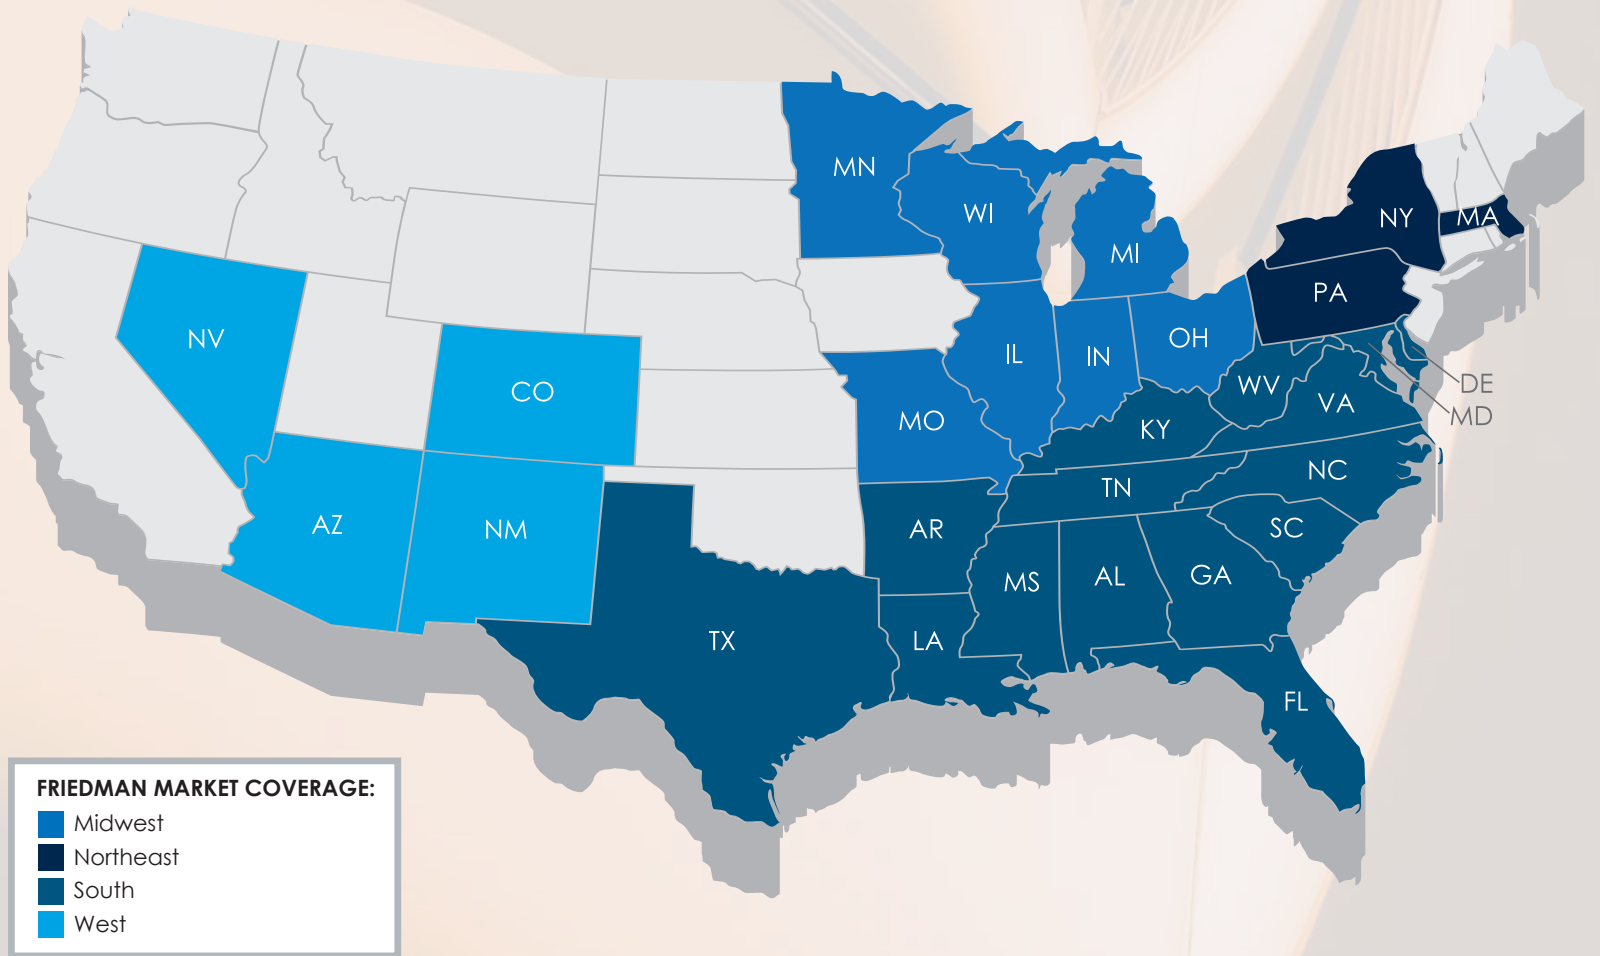 MN
WI
MI
NY
MA
PA
NV
CO
IL
IN
OH
WV
VA
DE
MD
MO
KY
NC
TN
AZ
NM
AR
SC
MS
AL
GA
TX
LA
FL
FRIEDMAN MARKET COVERAGE:
Midwest
Northeast
South
West